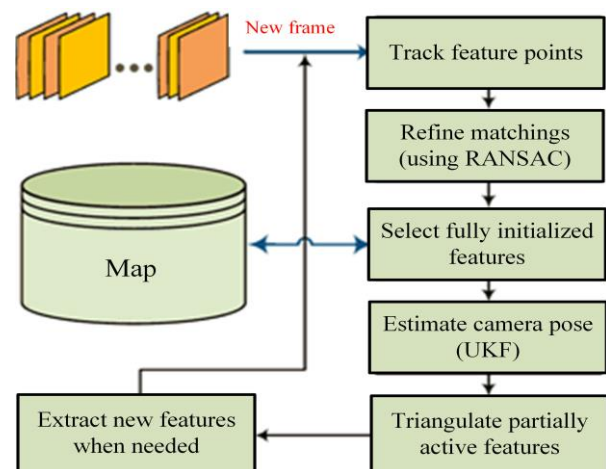 New frame
Track feature points
Refine matchings
(using RANSAC)
Map
Select fully initialized
features
Estimate camera pose
(UKF)
Triangulate partially
active features
Extract new features
when needed